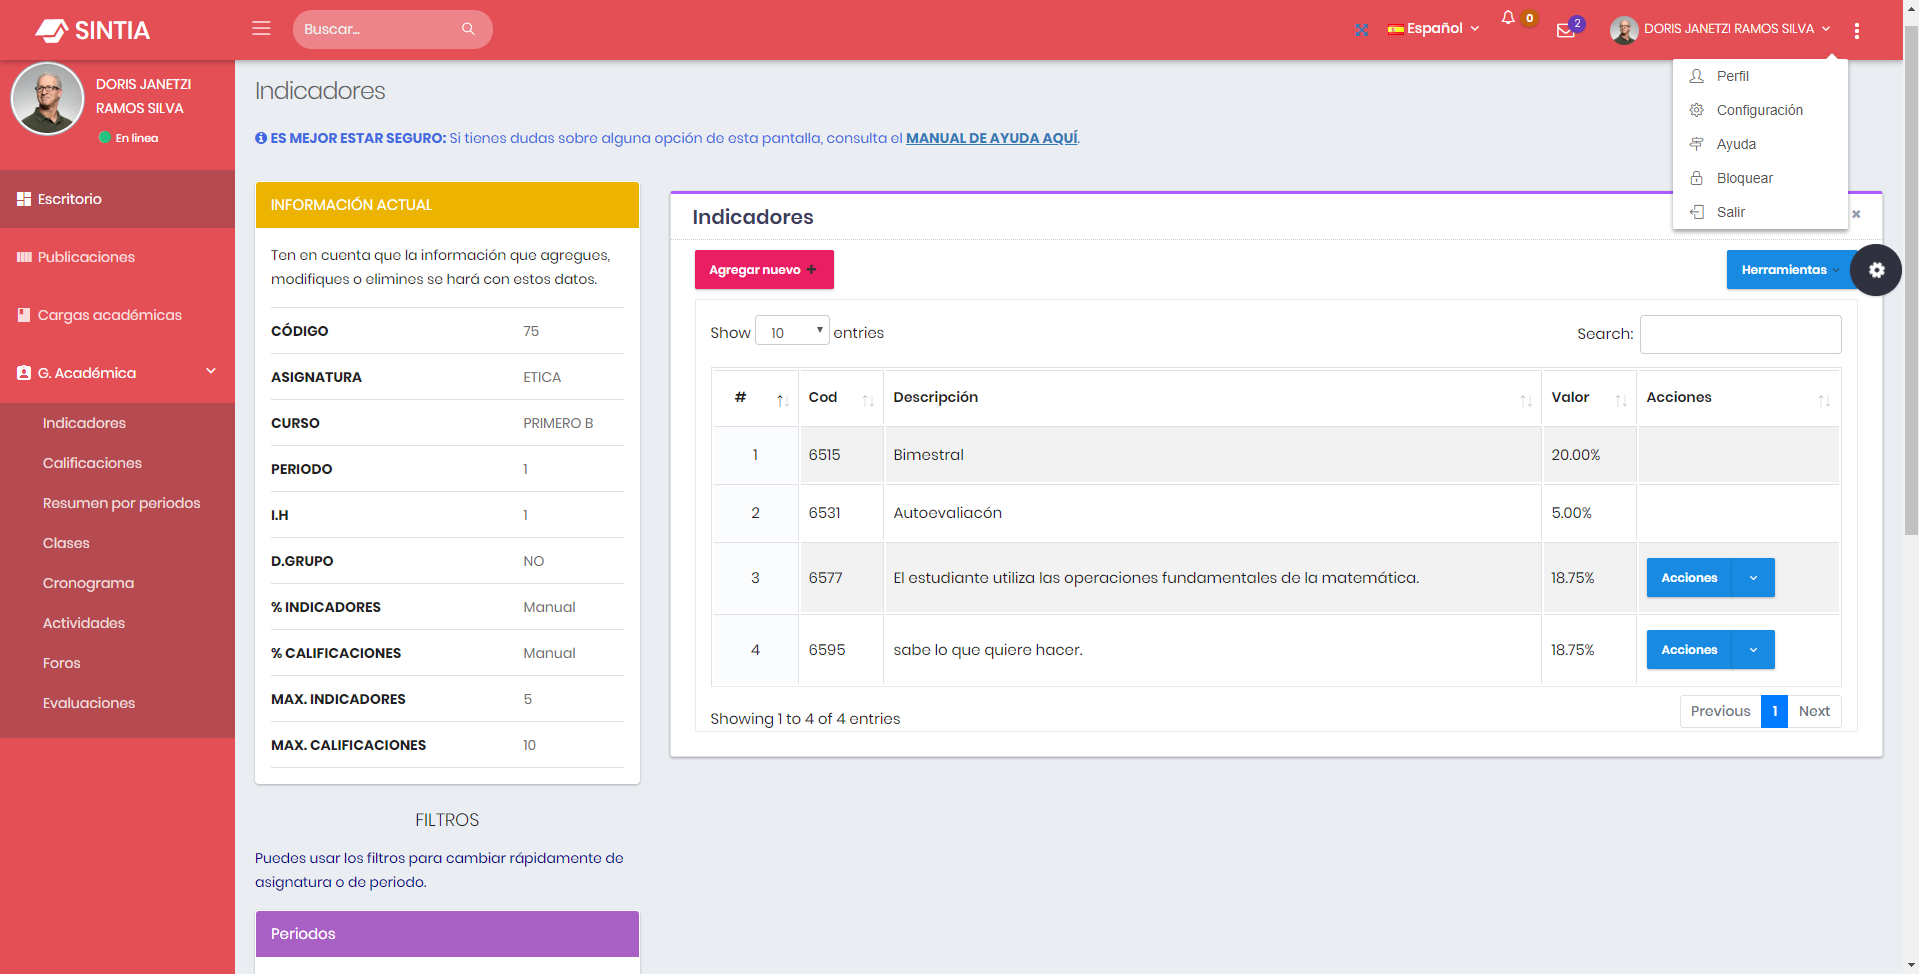 SINTIA
Buscar...
Español
0
2
DORIS JANETZI RAMOS SILVA
Perfil
Configuración
Ayuda
Bloquear
Salir
DORIS JANETZI
RAMOS SILVA
En linea
Escritorio
Publicaciones
Cargas académicas
G. Académica
Indicadores
Calificaciones
Resumen por periodos
Clases
Cronograma
Actividades
Foros
Evaluaciones
Indicadores
ES MEJOR ESTAR SEGURO: Si tienes dudas sobre alguna opción de esta pantalla, consulta el MANUAL DE AYUDA AQUÍ.
INFORMACIÓN ACTUAL
Ten en cuenta que la información que agregues,
modifiques o elimines se hará con estos datos.
CÓDIGO 75
ASIGNATURA ETICA
CURSO PRIMERO B
PERIODO 1
I.H 1
D.GRUPO NO
% INDICADORES Manual
% CALIFICACIONES Manual
MAX. INDICADORES 5
MAX. CALIFICACIONES 10
FILTROS
Puedes usar los filtros para cambiar rápidamente de
asignatura o de periodo.
Periodos
Indicadores
Agregar nuevo +
Herramientas
Show 10 entries
Search:
# Cod Descripción Valor Acciones
1 6515 Bimestral 20.00%
2 6531 Autoevaliacón 5.00%
3 6577 El estudiante utiliza las operaciones fundamentales de la matemática. 18.75% Acciones
4 6595 sabe lo que quiere hacer. 18.75% Acciones
Showing 1 to 4 of 4 entries
Previous 1 Next